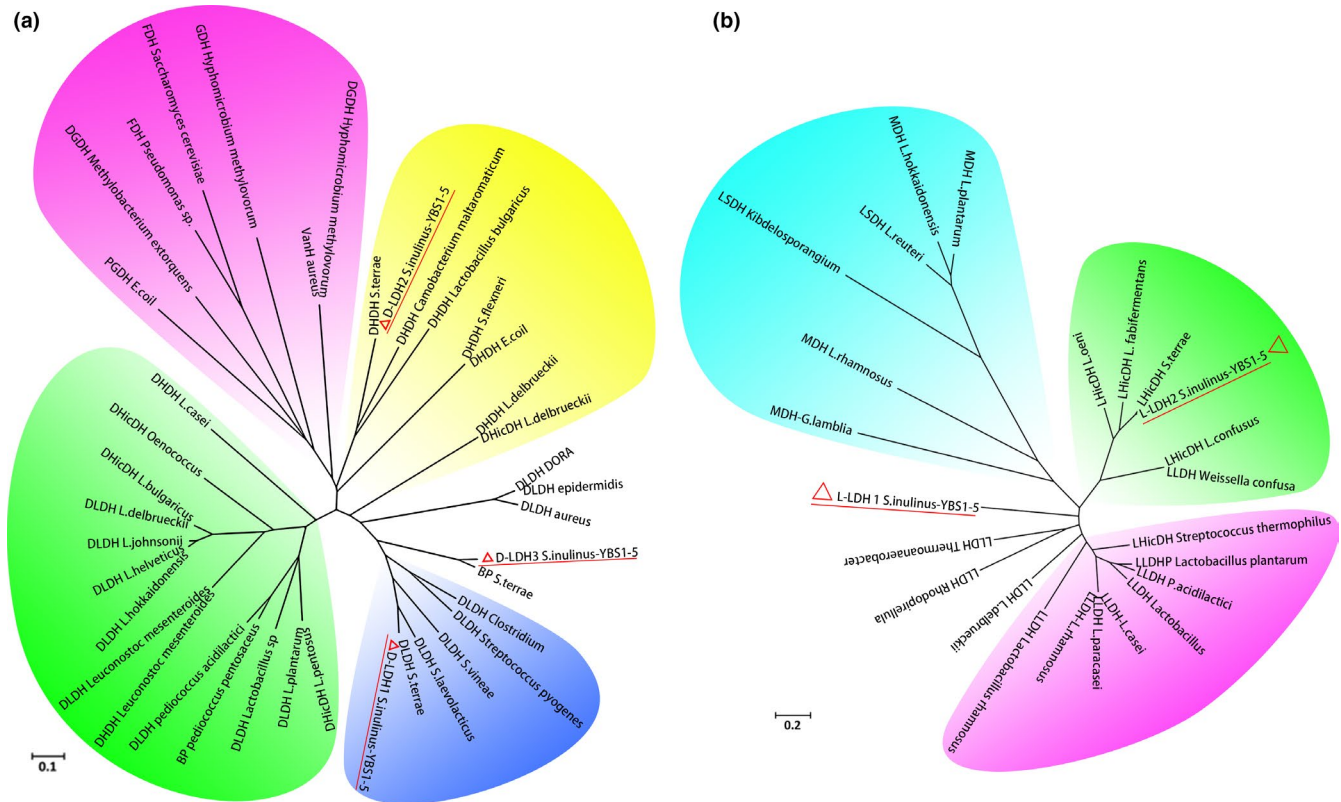 (a)
FDH Saccharomyces cerevisiae
GDH Hyphomicrobium methylovorum
FDH Pseudomonas sp.
DGDH Hyphomicrobium methylovorum
DGDH Methylobacterium extorquens
VanH aureus
PGDH E.coil
DHDH S.terrae
D-LDH2 S.inulinus-YBS1-5
DHDH Camobacterium maltaromaticum
DHDH Lactobacillus bulgaricus
DHDH S.flexneri
DHDH E.coil
DHDH L.delbrueckii
DHicDH L.delbrueckii
DLDH DORA
DLDH epidermidis
DLDH aureus
D-LDH3 S.inulinus-YBS1-5
BP S.terrae
DLDH Clostridium
DLDH Streptococcus pyogenes
DLDH S.vineae
DLDH S.laevolacticus
DLDH S.terrae
D-LDH1 S.inulinus-YBS1-5
DHDH L.casei
DHicDH Oenococcus
DHicDH L.bulgaricus
DLDH L.delbrueckii
DLDH L.johnsonii
DLDH L.helveticus
DLDH L.hokkaidonensis
DLDH Leuconostoc mesenteroides
DHDH Leuconostoc mesenteroides
DLDH pediococcus acidilactici
BP pediococcus pentosaceus
DLDH Lactobacillus sp
DLDH L.plantarum
DHicDH L.pentosus
0.1
(b)
MDH L.hokkaidonensis
MDH L.plantarum
LSDH L.reuteri
LSDH Kibdelosporangium
MDH L.rhamnosus
MDH-G.lamblia
LHicDH L.oeni
LHicDH L. fabifermentans
LHicDH S.terrae
L-LDH2 S.inulinus-YBS1-5
LHicDH L.confusus
LLDH Weissella confusa
L-LDH 1 S.inulinus-YBS1-5
LLDH Thermoanaerobacter
LLDH Rhodopirellula
LLDH L.debrueckii
LLDH Lactobacillus rhamnosus
LHicDH Streptococcus thermophilus
LLDHP Lactobacillus plantarum
LLDH P.acidilactici
LLDH Lactobacillus
LLDH-L.casei
LLDH L.paracasei
LLDH-L.rhamnosus
0.2